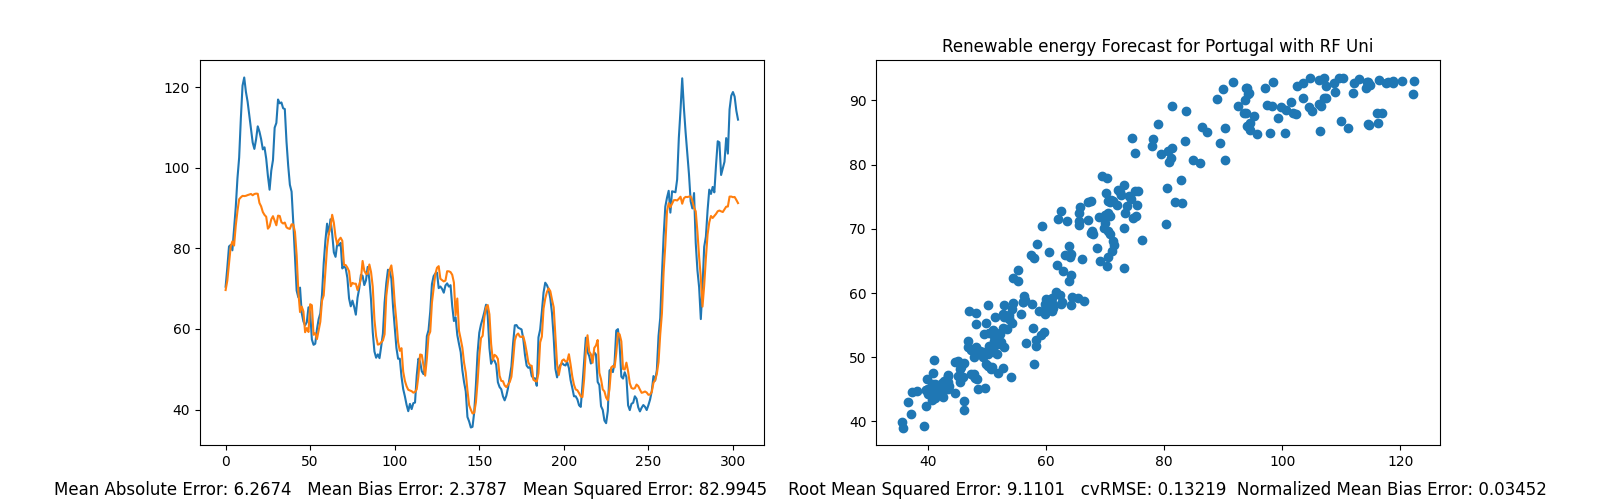 Renewable energy Forecast for Portugal with RF Uni
120
100
80
60
40
0 50 100 150 200 250 300
90
80
70
60
50
40
40 60 80 100 120
Mean Absolute Error: 6.2674 Mean Bias Error: 2.3787 Mean Squared Error: 82.9945 Root Mean Squared Error: 9.1101 cvRMSE: 0.13219 Normalized Mean Bias Error: 0.03452